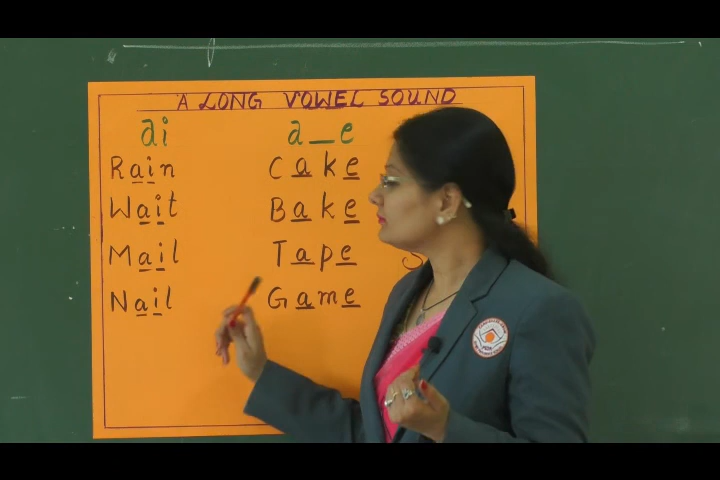 A LONG VOWEL SOUND
ai a_e
Rain Cake
Wait Bake
Mail Tape
Nail Game